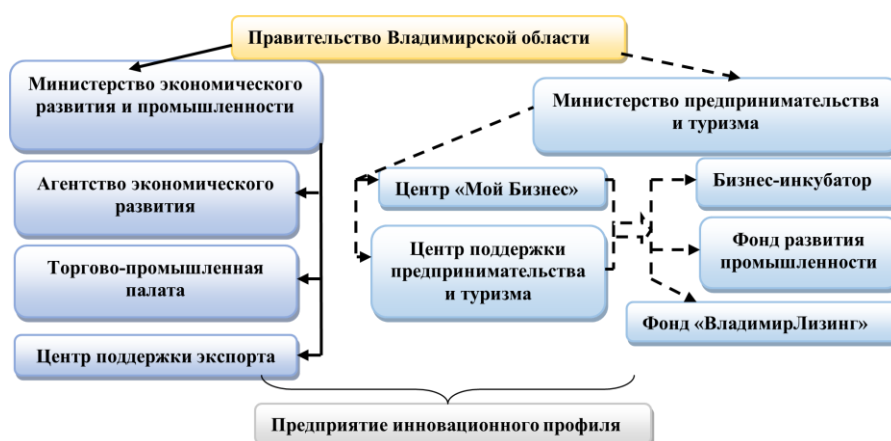 Правительство Владимирской области
Министерство экономического
развития и промышленности
Министерство предпринимательства
и туризма
Агентство экономического
развития
Центр «Мой Бизнес»
Бизнес-инкубатор
Торгово-промышленная
палата
Центр поддержки
предпринимательства
и туризма
Фонд развития
промышленности
Фонд «ВладимирЛизинг»
Центр поддержки экспорта
Предприятие инновационного профиля